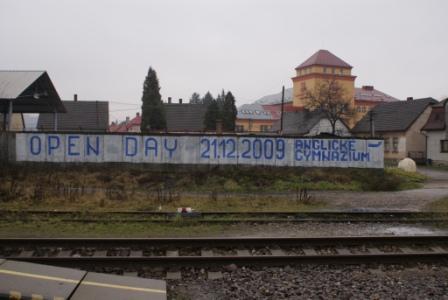 OPEN DAY 21.12.2009 ANGLICKÉ
GYMNÁZIUM